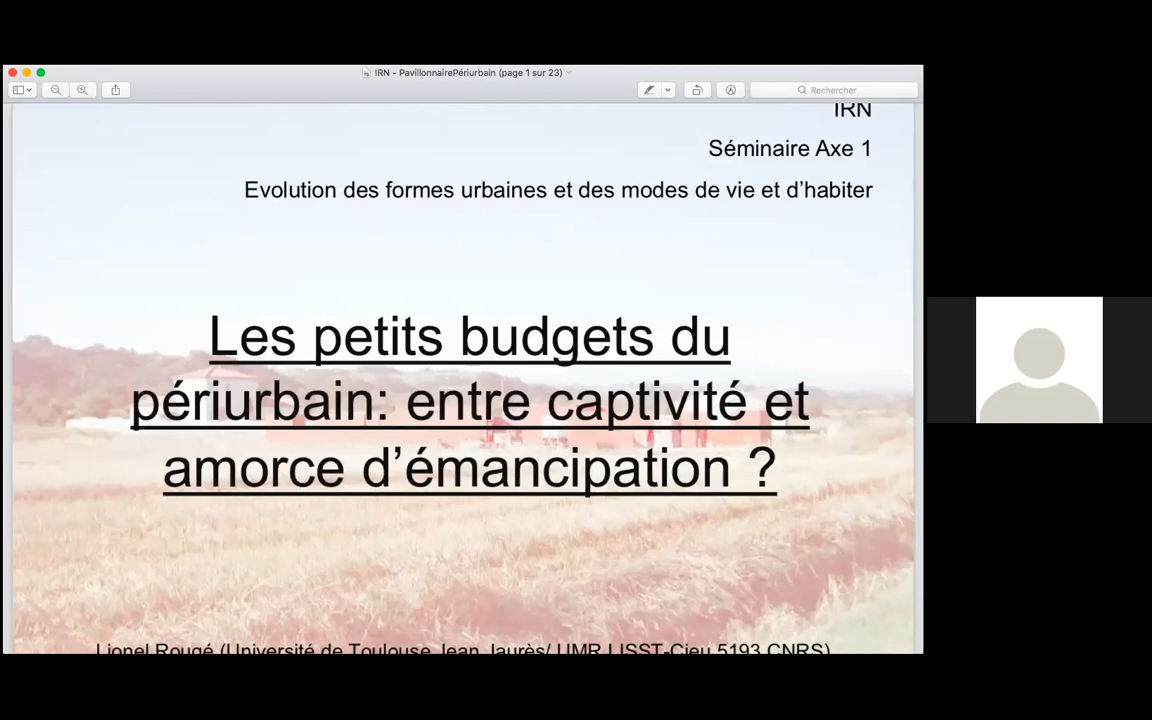 IRN - PavillonnairePériurbain (page 1 sur 23)
Rechercher
IRN
Séminaire Axe 1
Evolution des formes urbaines et des modes de vie et d’habiter
Les petits budgets du
périurbain: entre captivité et
amorce d’émancipation ?
Lionel Rougé (Université de Toulouse Jean Jaurès/ UMR LISST-Cieu 5193 CNRS)